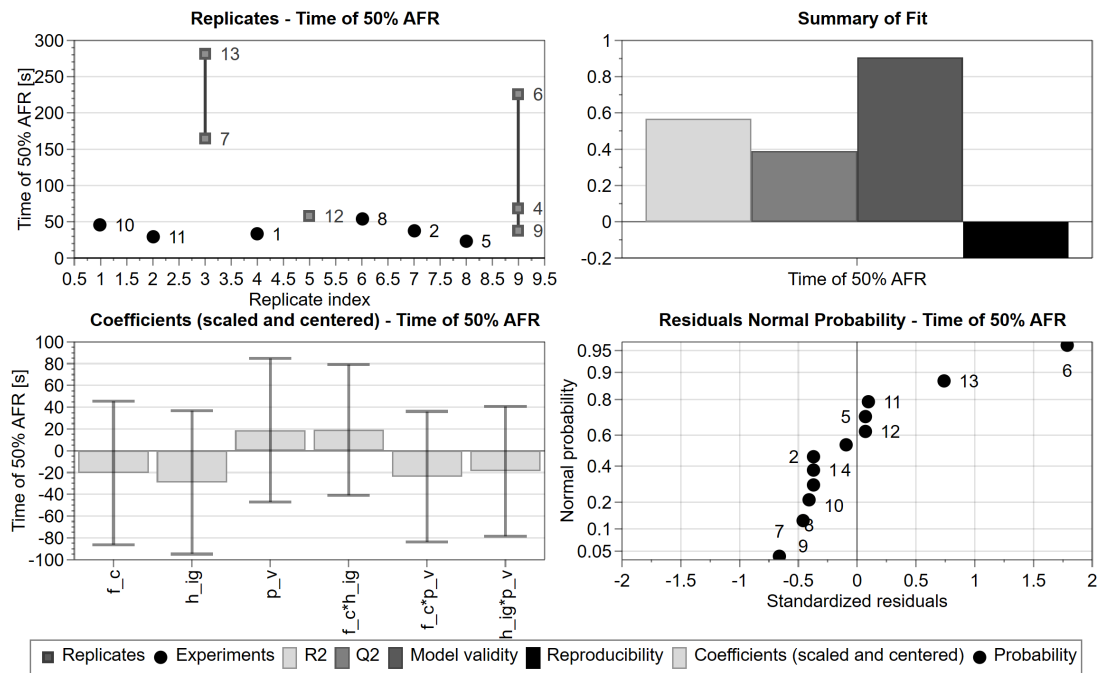 Replicates - Time of 50% AFR
Time of 50% AFR [s]
300
250
200
150
100
50
0
13
7
6
12
4
9
10
11
1
8
2
5
0.5 1 1.5 2 2.5 3 3.5 4 4.5 5 5.5 6 6.5 7 7.5 8 8.5 9 9.5
Replicate index
Summary of Fit
1
0.8
0.6
0.4
0.2
0
-0.2
Time of 50% AFR
Coefficients (scaled and centered) - Time of 50% AFR
Time of 50% AFR [s]
100
80
60
40
20
0
-20
-40
-60
-80
-100
f_c
h_ig
p_v
f_c*h_ig
f_c*p_v
h_ig*p_v
Residuals Normal Probability - Time of 50% AFR
Normal probability
0.95
0.9
0.8
0.6
0.4
0.2
0.1
0.05
6
13
11
5
12
2
14
10
8
7
9
-2 -1.5 -1 -0.5 0 0.5 1 1.5 2
Standardized residuals
Replicates Experiments R2 Q2 Model validity Reproducibility Coefficients (scaled and centered) Probability